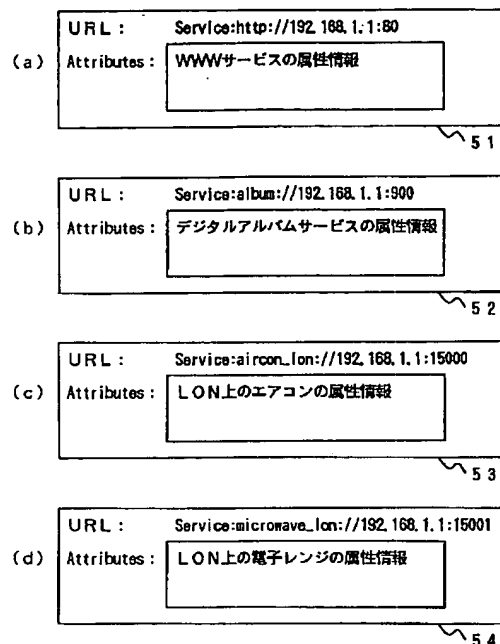 URL: Service:http://192.168.1.1:80
(a) Attributes: WWWサービスの属性情報
51
URL: Service:album://192.168.1.1:900
(b) Attributes: デジタルアルバムサービスの属性情報
52
URL: Service:aircon_lon://192.168.1.1:15000
(c) Attributes: LON上のエアコンの属性情報
53
URL: Service:microwave_lon://192.168.1.1:15001
(d) Attributes: LON上の電子レンジの属性情報
54